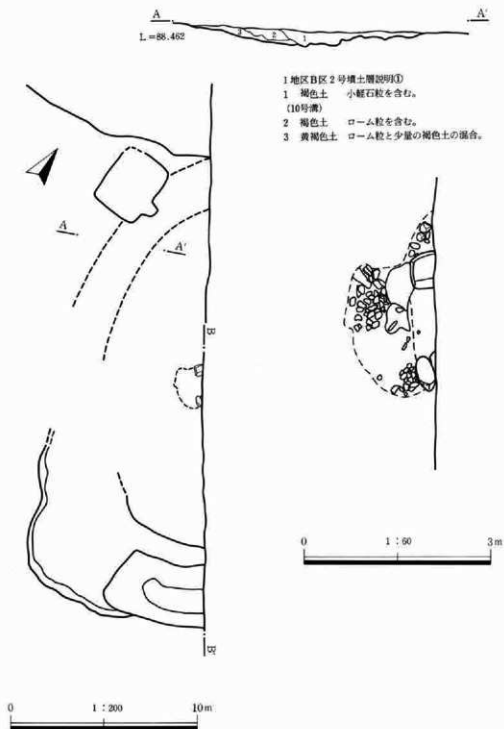 A A'
L=88.462
3 2 1
1地区B区2号墳土層説明①
1 褐色土 小軽石粒を含む。
(10号溝)
2 褐色土 ローム粒を含む。
3 黄褐色土 ローム粒と少量の褐色土の混合。
A
A'
B
B'
0 1:60 3m
0 1:200 10m